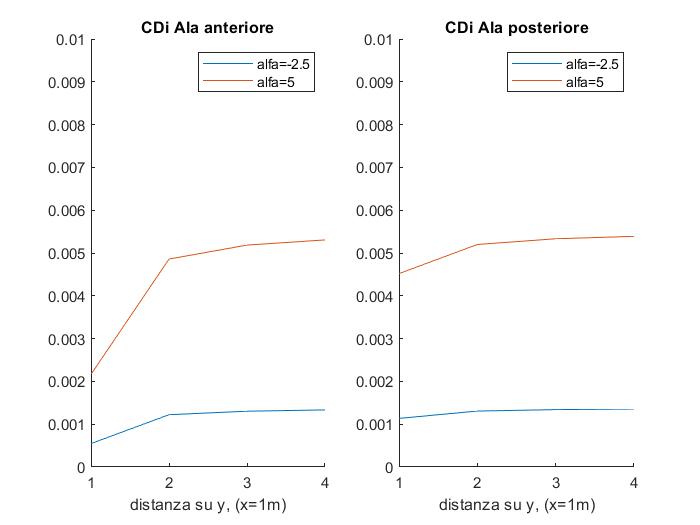 CDi Ala anteriore
0.01
0.009
0.008
0.007
0.006
0.005
0.004
0.003
0.002
0.001
0
1 2 3 4
distanza su y, (x=1m)
alfa=-2.5
alfa=5
CDi Ala posteriore
0.01
0.009
0.008
0.007
0.006
0.005
0.004
0.003
0.002
0.001
0
1 2 3 4
distanza su y, (x=1m)
alfa=-2.5
alfa=5